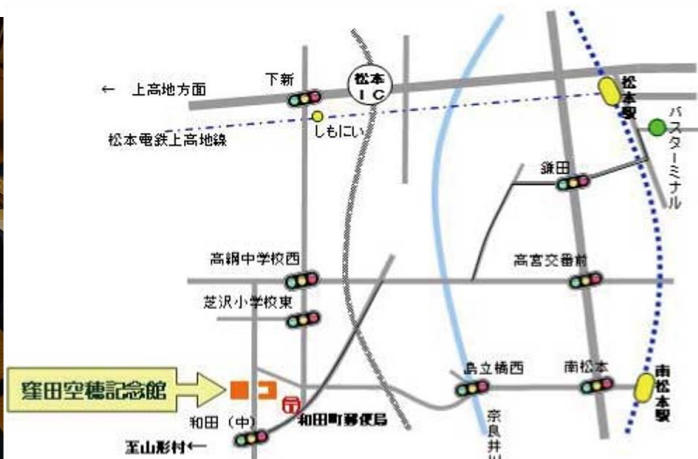 松本
IC
下新
← 上高地方面
松本駅
バスターミナル
しもにい
松本電鉄上高地線
鎌田
高綱中学校西
高宮交番前
芝沢小学校東
島立橋西
南松本
南松本駅
窪田空穂記念館
和田(中)
和田町郵便局
奈良井川
至山形村←